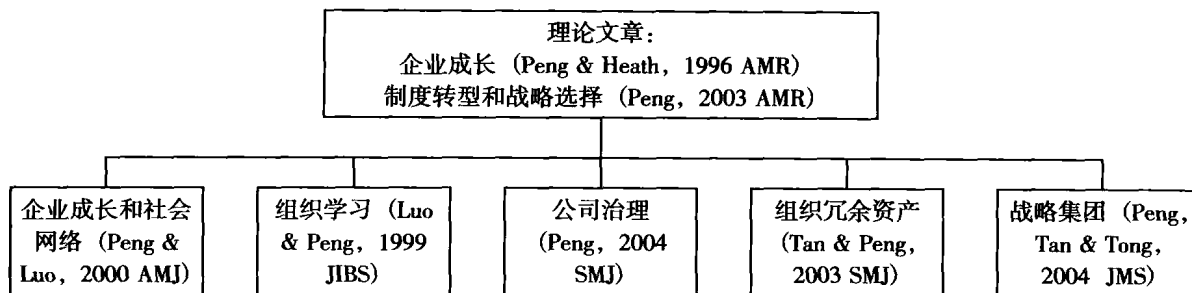 理论文章：
企业成长（Peng & Heath，1996 AMR）
制度转型和战略选择（Peng，2003 AMR）
企业成长和社会
网络（Peng &
Luo，2000 AMJ）
组织学习（Luo
& Peng，1999
JIBS）
公司治理
（Peng，2004
SMJ）
组织冗余资产
（Tan & Peng，
2003 SMJ）
战略集团（Peng，
Tan & Tong，
2004 JMS）